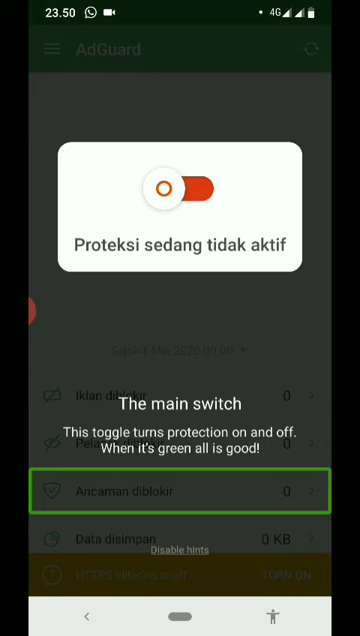 23.50
4G
AdGuard
Proteksi sedang tidak aktif
Sejak 1 Mei 2020 00.00
Iklan diblokir 0
The main switch
This toggle turns protection on and off.
When it's green all is good!
0
Ancaman diblokir 0
Data disimpan 0 KB
Disable hints
HTTPS filtering is off TURN ON